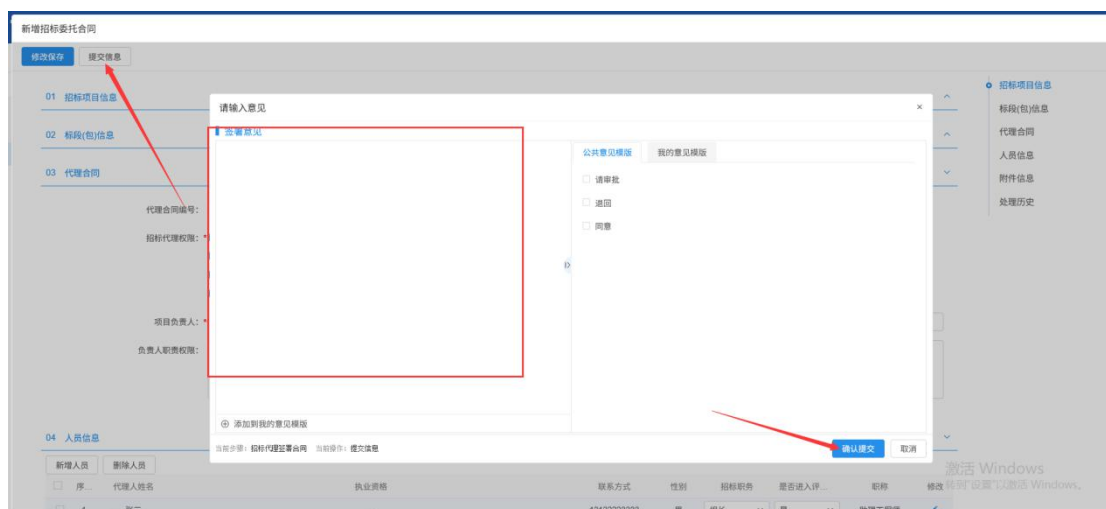 新增招标委托合同
修改保存 提交信息
01 招标项目信息
02 标段(包)信息
03 代理合同
代理合同编号：
招标代理权限：*
项目负责人：*
负责人职责权限：
04 人员信息
新增人员 删除人员
序... 代理人姓名 执业资格 联系方式 性别 招标职务 是否进入评... 职称 修改
请输入意见 ×
签署意见
公共意见模版 我的意见模版
请审批
退回
同意
添加到我的意见模版
当前步骤：招标代理签署合同 当前操作：提交信息
确认提交 取消
招标项目信息
标段(包)信息
代理合同
人员信息
附件信息
处理历史
激活 Windows
转到"设置"以激活 Windows。